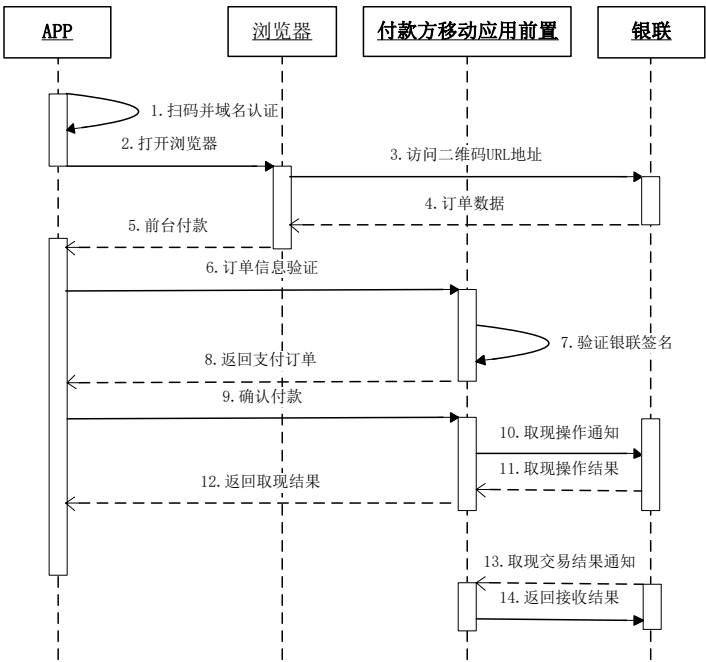 APP
浏览器
付款方移动应用前置
银联
1.扫码并域名认证
2.打开浏览器
3.访问二维码URL地址
4.订单数据
5.前台付款
6.订单信息验证
7.验证银联签名
8.返回支付订单
9.确认付款
10.取现操作通知
11.取现操作结果
12.返回取现结果
13.取现交易结果通知
14.返回接收结果